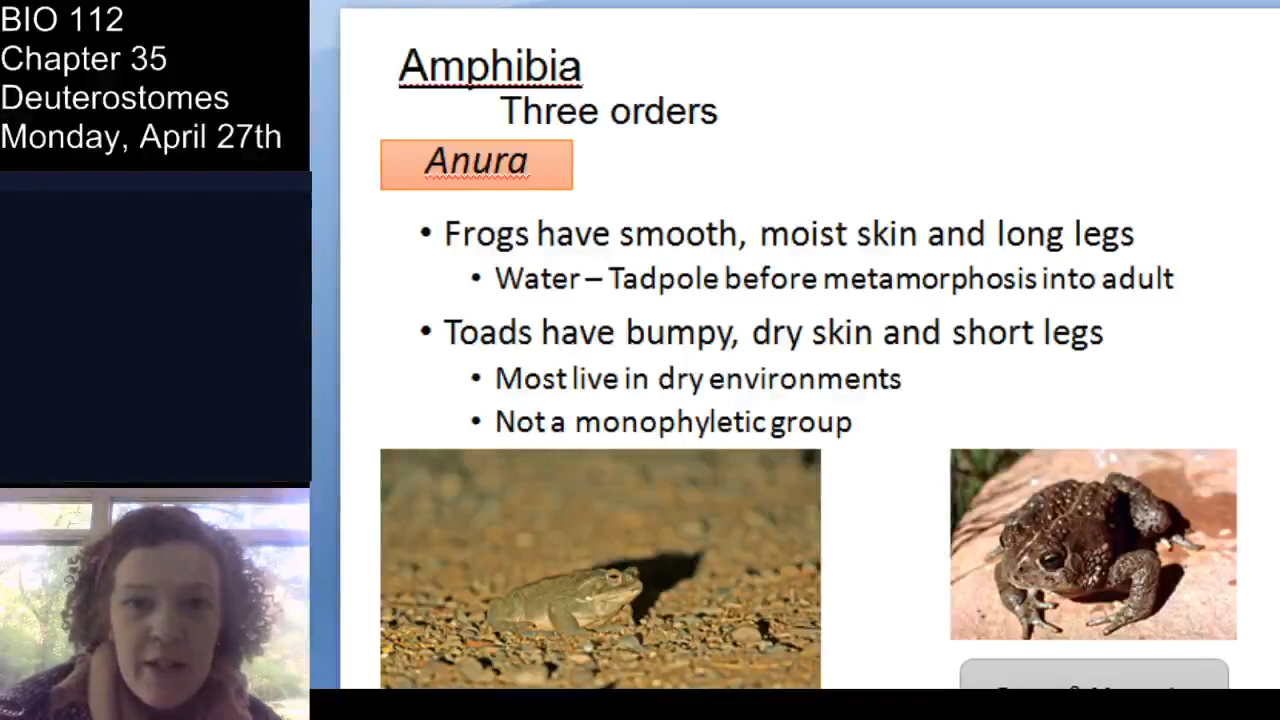 BIO 112
Chapter 35
Deuterostomes
Monday, April 27th
Amphibia
Three orders
Anura
• Frogs have smooth, moist skin and long legs
• Water – Tadpole before metamorphosis into adult
• Toads have bumpy, dry skin and short legs
• Most live in dry environments
• Not a monophyletic group